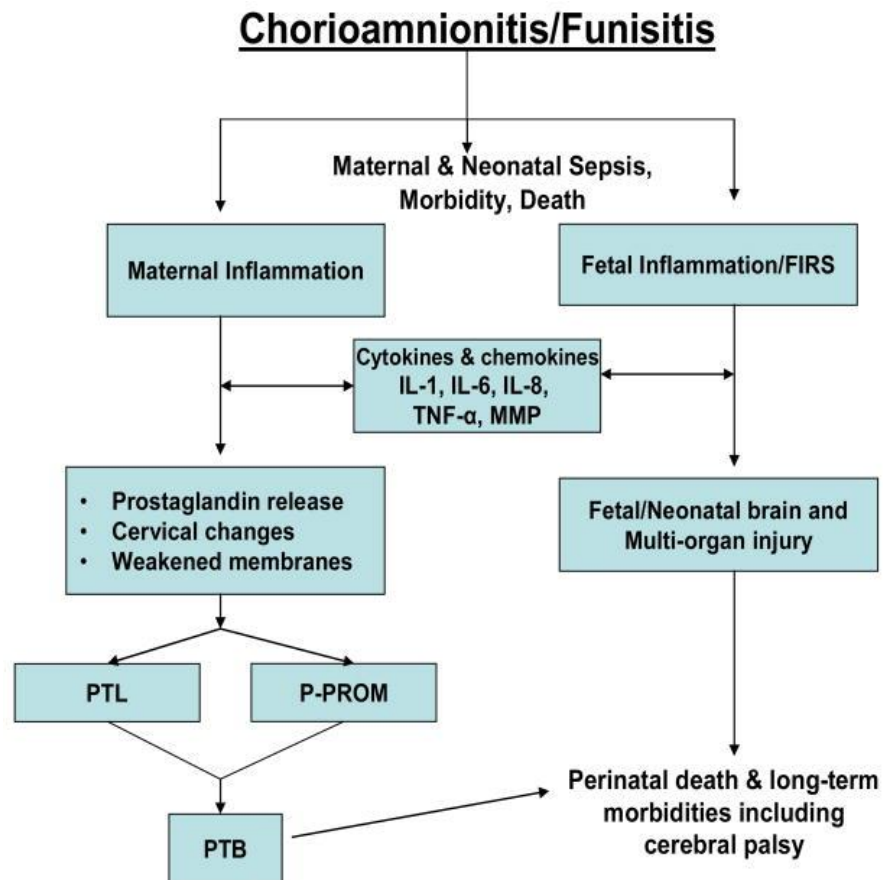 Chorioamnionitis/Funisitis
Maternal & Neonatal Sepsis,
Morbidity, Death
Maternal Inflammation
Fetal Inflammation/FIRS
Cytokines & chemokines
IL-1, IL-6, IL-8,
TNF-α, MMP
• Prostaglandin release
• Cervical changes
• Weakened membranes
Fetal/Neonatal brain and
Multi-organ injury
PTL
P-PROM
Perinatal death & long-term
morbidities including
cerebral palsy
PTB